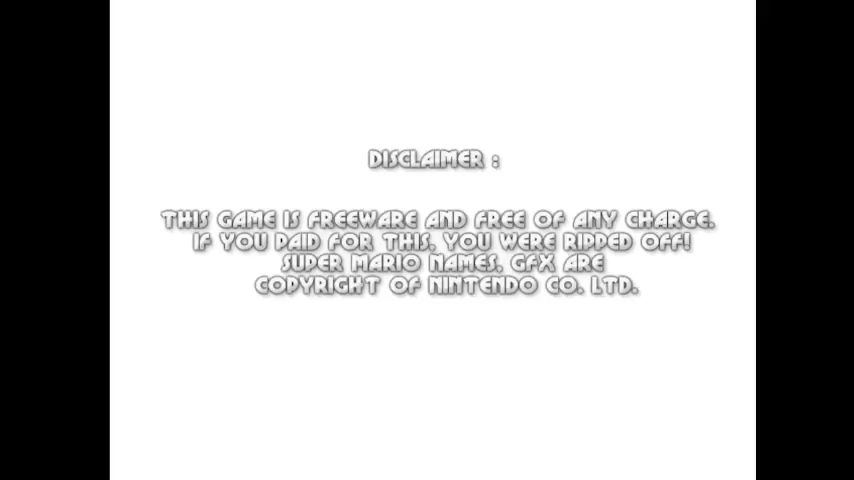 DISCLAIMER :
THIS GAME IS FREEWARE AND FREE OF ANY CHARGE.
IF YOU PAID FOR THIS, YOU WERE RIPPED OFF!
SUPER MARIO NAMES, GFX ARE
COPYRIGHT OF NINTENDO CO. LTD.